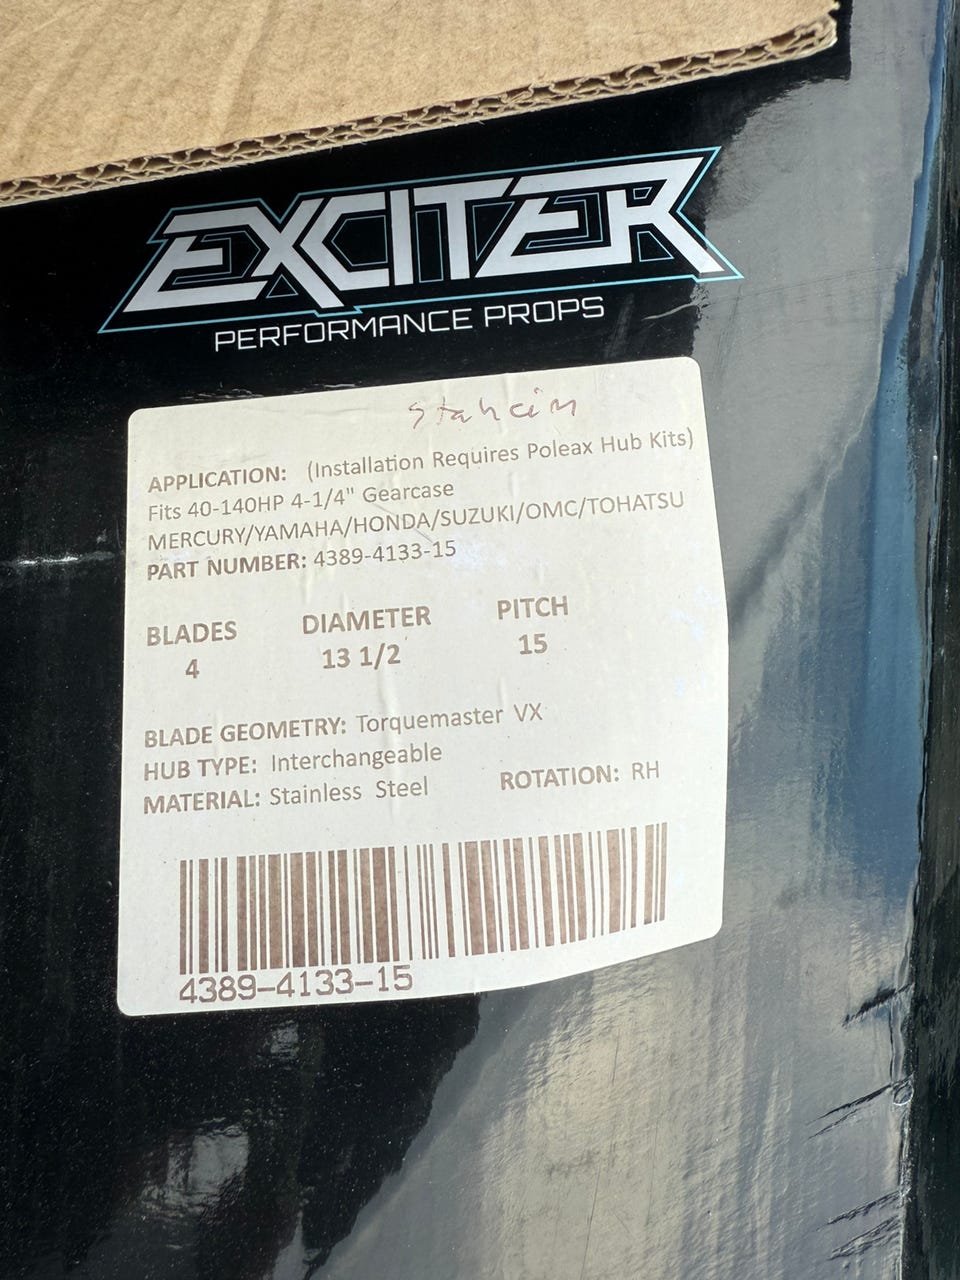 EXCITER
PERFORMANCE PROPS
APPLICATION: (Installation Requires Poleax Hub Kits)
Fits 40-140HP 4-1/4" Gearcase
MERCURY/YAMAHA/HONDA/SUZUKI/OMC/TOHATSU
PART NUMBER: 4389-4133-15
BLADES DIAMETER PITCH
4 13 1/2 15
BLADE GEOMETRY: Torquemaster VX
HUB TYPE: Interchangeable
MATERIAL: Stainless Steel ROTATION: RH
4389-4133-15